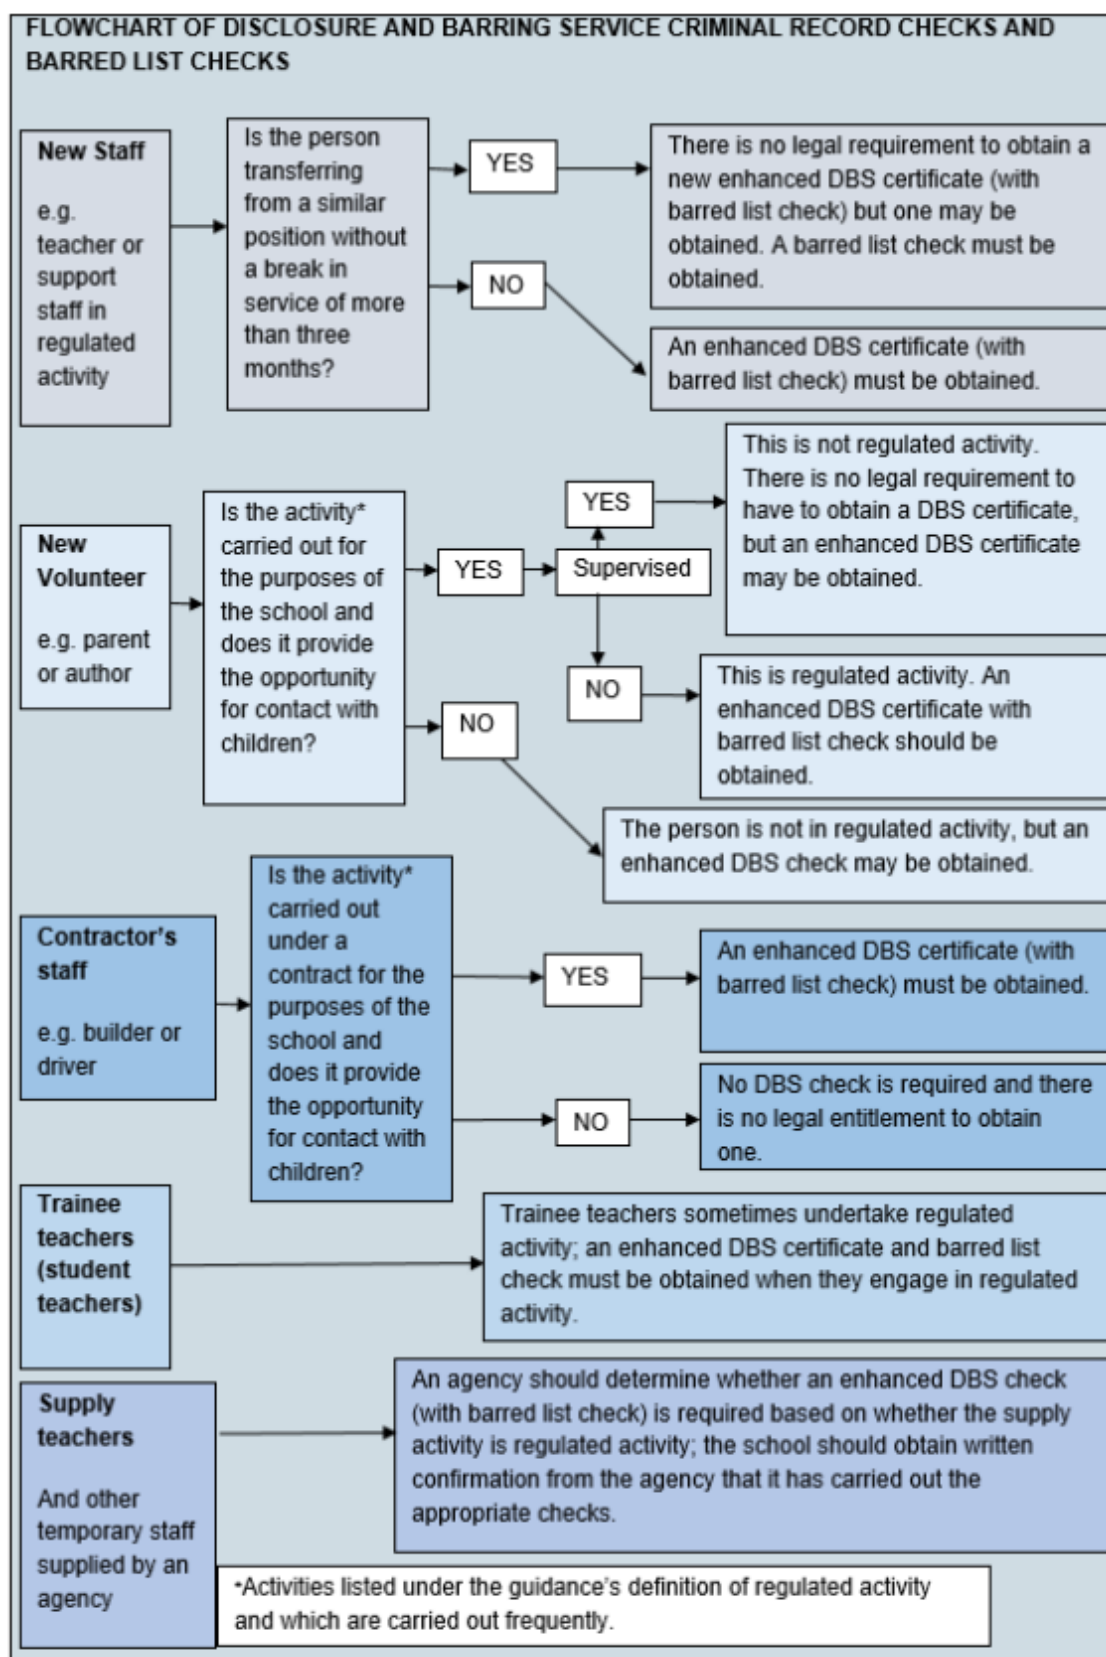 FLOWCHART OF DISCLOSURE AND BARRING SERVICE CRIMINAL RECORD CHECKS AND
BARRED LIST CHECKS
New Staff
e.g.
teacher or
support
staff in
regulated
activity
Is the person
transferring
from a similar
position without
a break in
service of more
than three
months?
YES
NO
There is no legal requirement to obtain a
new enhanced DBS certificate (with
barred list check) but one may be
obtained. A barred list check must be
obtained.
An enhanced DBS certificate (with
barred list check) must be obtained.
New
Volunteer
e.g. parent
or author
Is the activity*
carried out for
the purposes of
the school and
does it provide
the opportunity
for contact with
children?
YES
NO
Supervised
YES
NO
This is not regulated activity.
There is no legal requirement to
have to obtain a DBS certificate,
but an enhanced DBS certificate
may be obtained.
This is regulated activity. An
enhanced DBS certificate with
barred list check should be
obtained.
The person is not in regulated activity, but an
enhanced DBS check may be obtained.
Contractor's
staff
e.g. builder or
driver
Is the activity*
carried out
under a
contract for the
purposes of the
school and
does it provide
the opportunity
for contact with
children?
YES
NO
An enhanced DBS certificate (with
barred list check) must be obtained.
No DBS check is required and there
is no legal entitlement to obtain
one.
Trainee
teachers
(student
teachers)
Trainee teachers sometimes undertake regulated
activity; an enhanced DBS certificate and barred list
check must be obtained when they engage in regulated
activity.
Supply
teachers
And other
temporary staff
supplied by an
agency
An agency should determine whether an enhanced DBS check
(with barred list check) is required based on whether the supply
activity is regulated activity; the school should obtain written
confirmation from the agency that it has carried out the
appropriate checks.
*Activities listed under the guidance's definition of regulated activity
and which are carried out frequently.